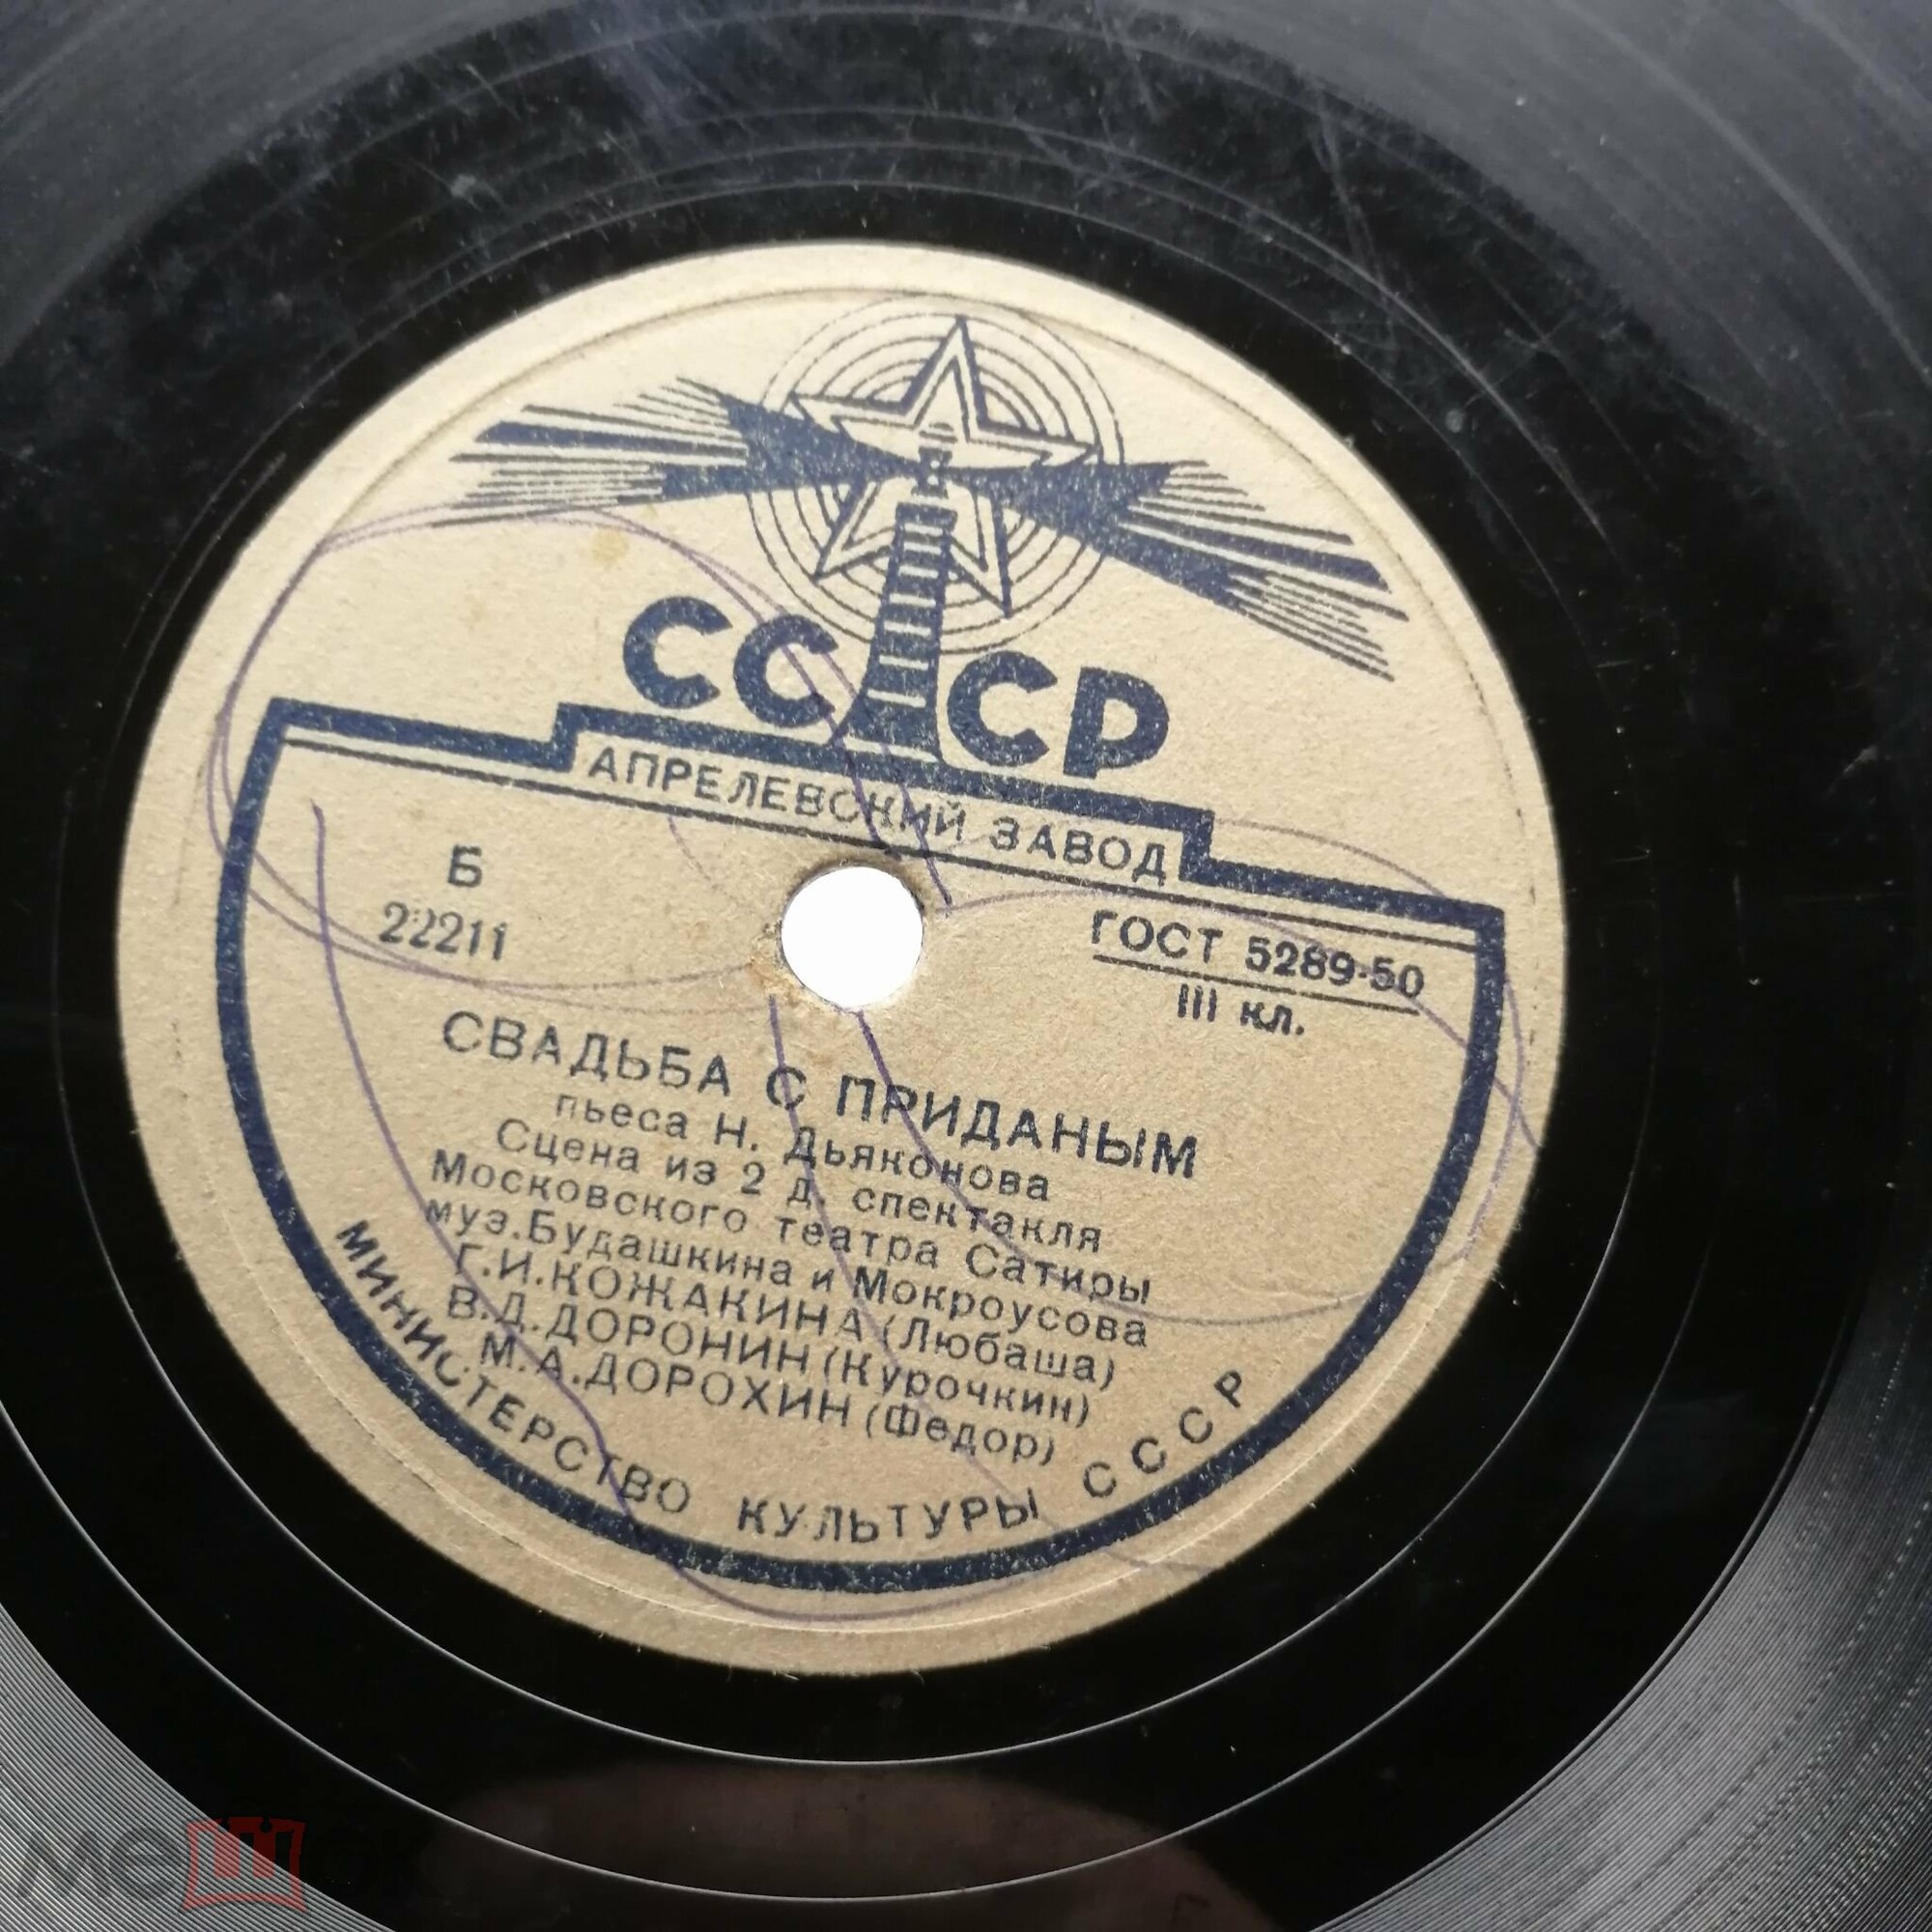 СССР
АПРЕЛЕВСКИЙ ЗАВОД
Б
22211
ГОСТ 5289-50
III кл.
СВАДЬБА С ПРИДАНЫМ
пьеса Н. Дьяконова
Сцена из 2 д. спектакля
Московского театра Сатиры
муз.Будашкина и Мокроусова
Г.И.КОЖАКИНА (Любаша)
В.Д.ДОРОНИН (Курочкин)
М.А.ДОРОХИН (Федор)
МИНИСТЕРСТВО КУЛЬТУРЫ СССР
мешок